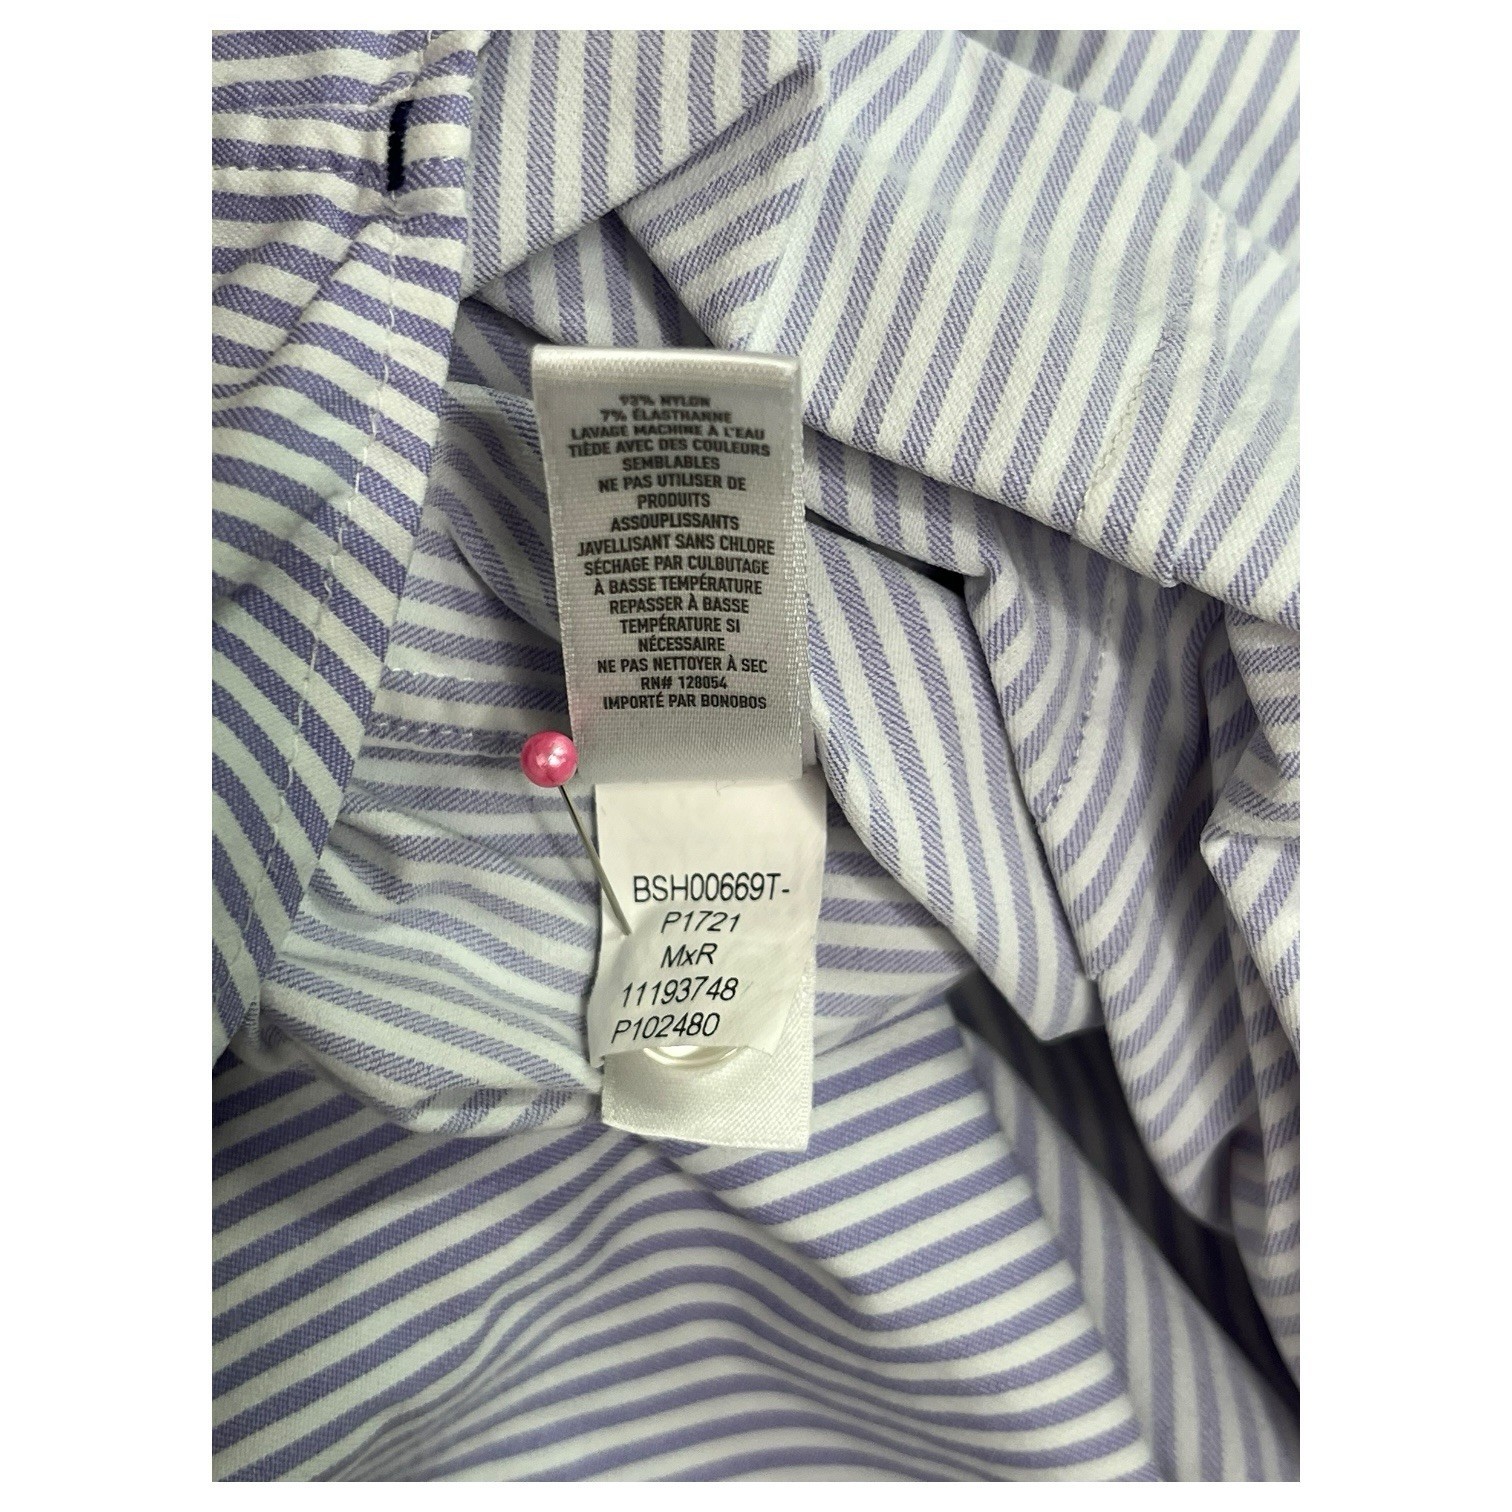 93% NYLON
7% ÉLASTHANNE
LAVAGE MACHINE À L'EAU
TIÈDE AVEC DES COULEURS
SEMBLABLES
NE PAS UTILISER DE
PRODUITS
ASSOUPLISSANTS
JAVELLISANT SANS CHLORE
SÉCHAGE PAR CULBUTAGE
À BASSE TEMPÉRATURE
REPASSER À BASSE
TEMPÉRATURE SI
NÉCESSAIRE
NE PAS NETTOYER À SEC
RN# 128054
IMPORTÉ PAR BONOBOS
BSH00669T-
P1721
MxR
11193748
P102480